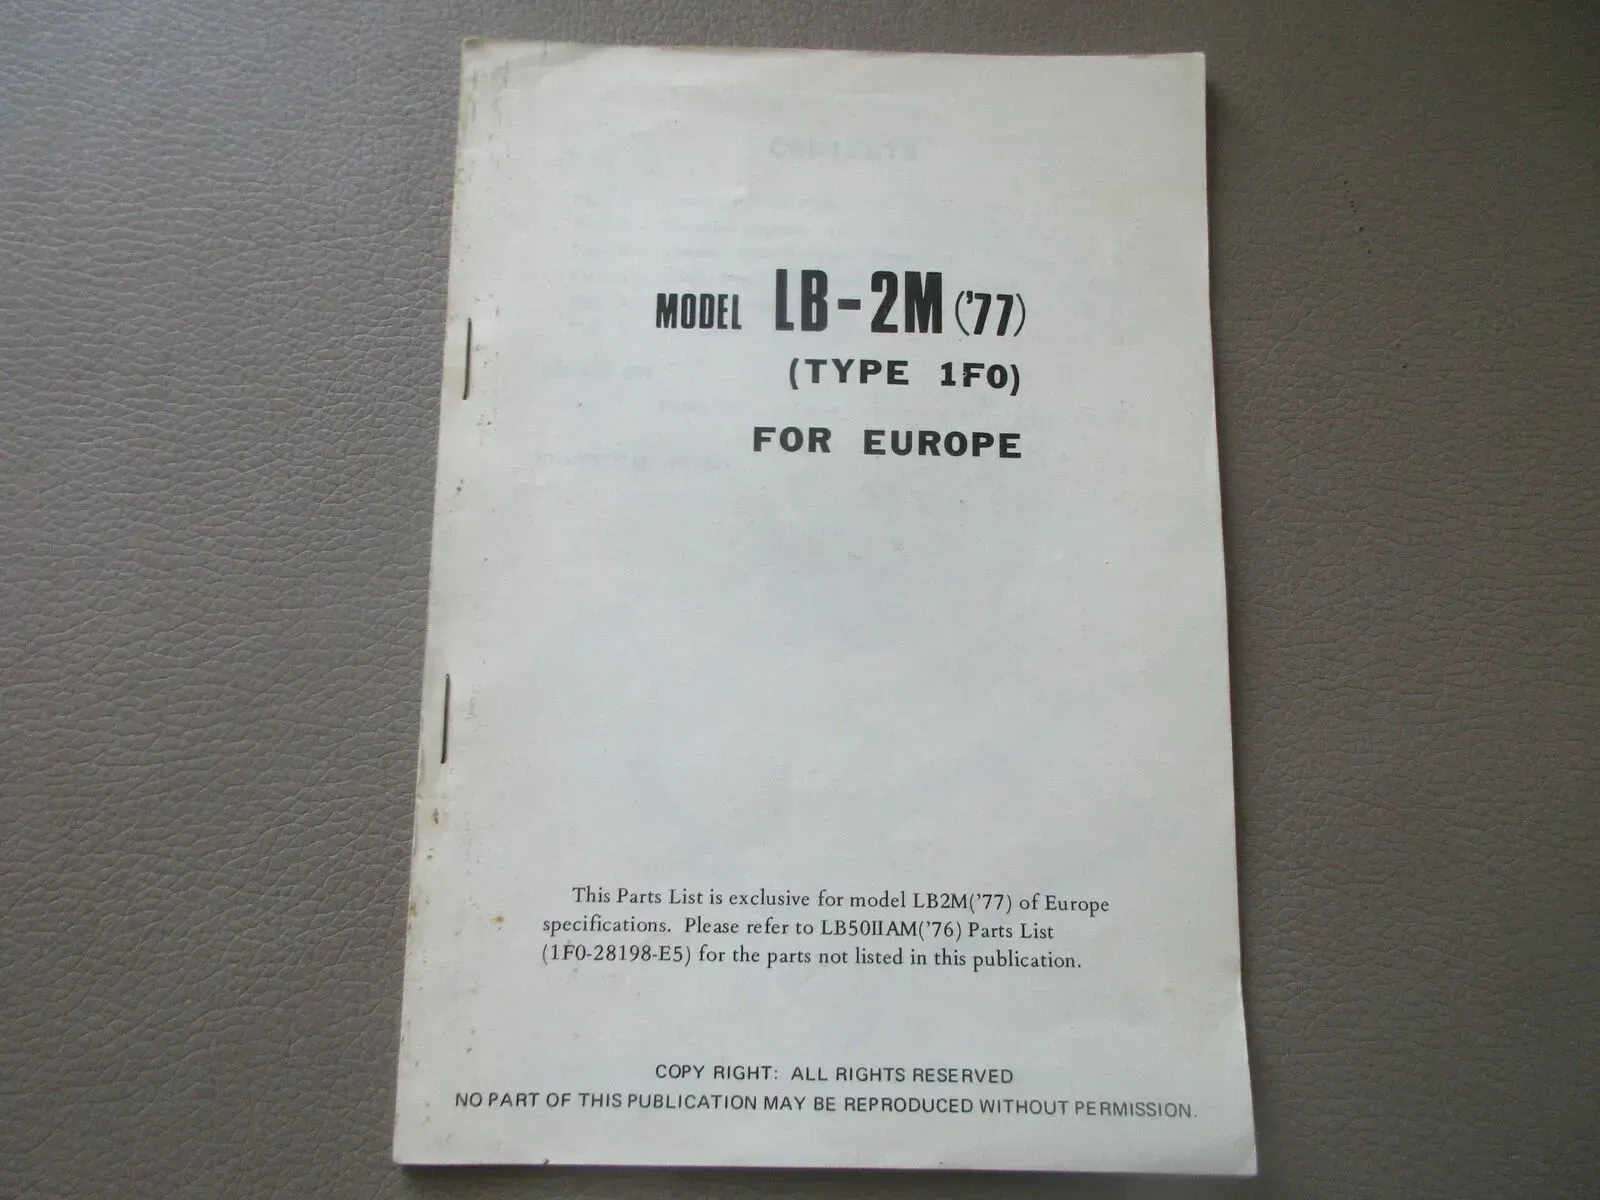 MODEL LB-2M ('77)
(TYPE 1F0)
FOR EUROPE
This Parts List is exclusive for model LB2M('77) of Europe
specifications. Please refer to LB50IIAM('76) Parts List
(1F0-28198-E5) for the parts not listed in this publication.
COPY RIGHT: ALL RIGHTS RESERVED
NO PART OF THIS PUBLICATION MAY BE REPRODUCED WITHOUT PERMISSION.